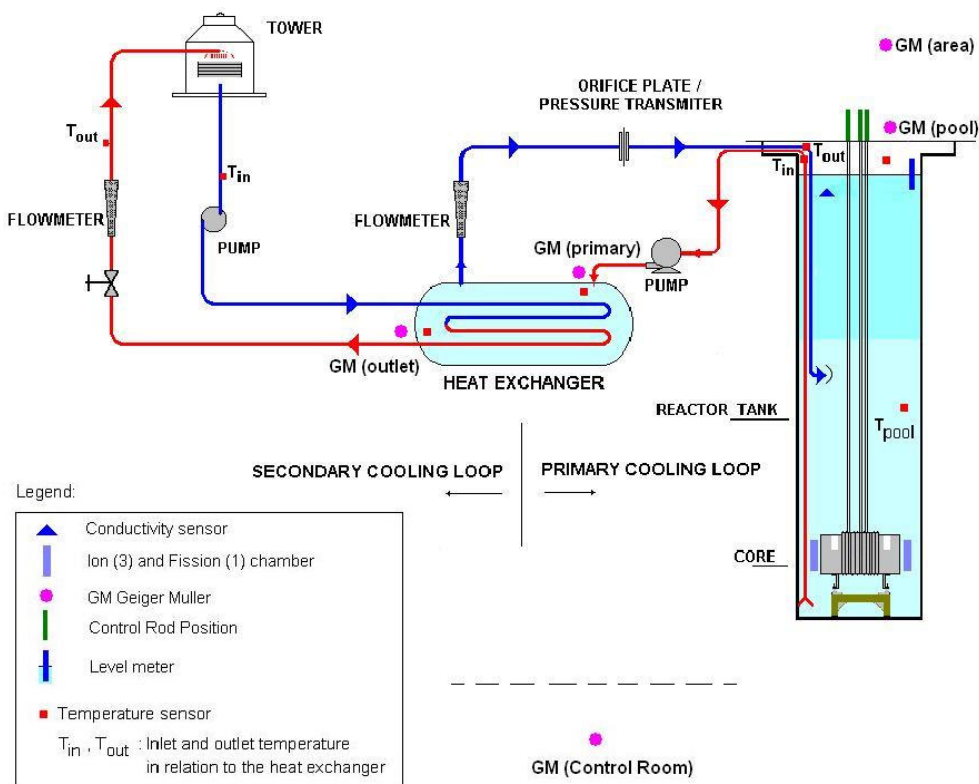 TOWER
GM (area)
ORIFICE PLATE /
PRESSURE TRANSMITER
GM (pool)
Tout
Tout
Tin
Tin
FLOWMETER
PUMP
FLOWMETER
GM (primary)
PUMP
GM (outlet)
HEAT EXCHANGER
REACTOR TANK
Tpool
SECONDARY COOLING LOOP
PRIMARY COOLING LOOP
CORE
Legend:
Conductivity sensor
Ion (3) and Fission (1) chamber
GM Geiger Muller
Control Rod Position
Level meter
Temperature sensor
Tin , Tout : Inlet and outlet temperature
in relation to the heat exchanger
GM (Control Room)